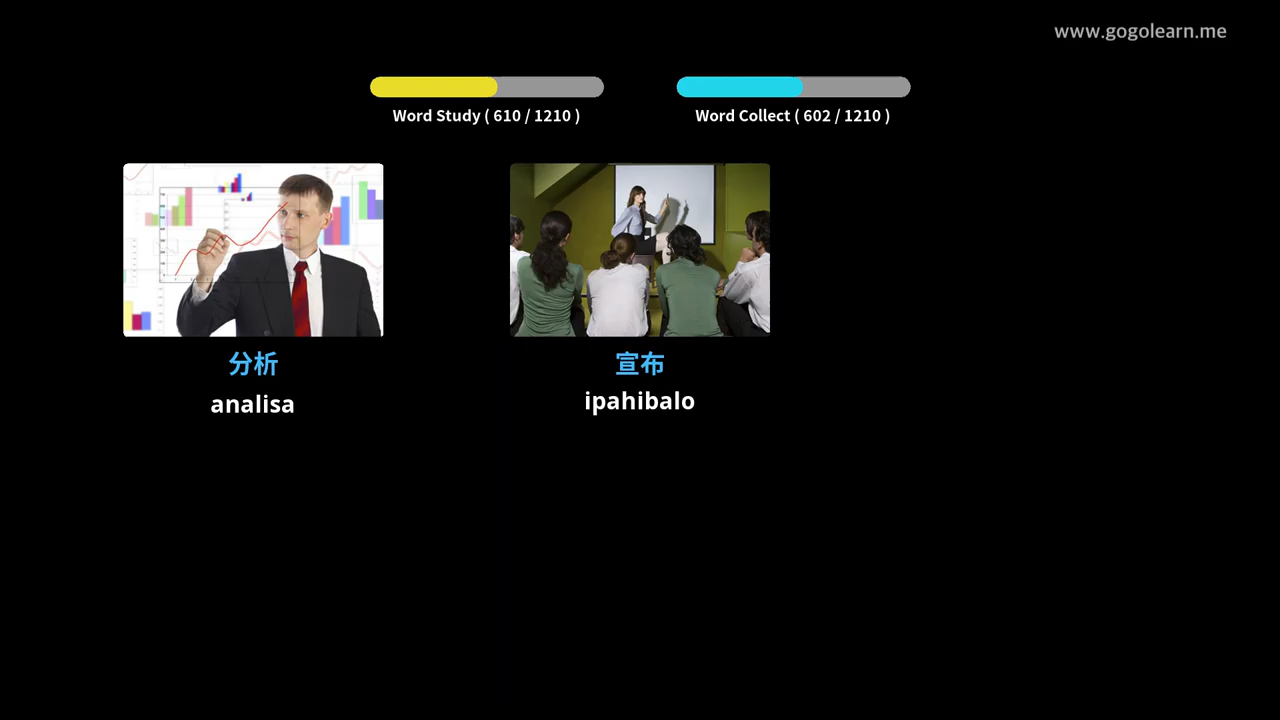 www.gogolearn.me
Word Study ( 610 / 1210 )
Word Collect ( 602 / 1210 )
分析
analisa
宣布
ipahibalo